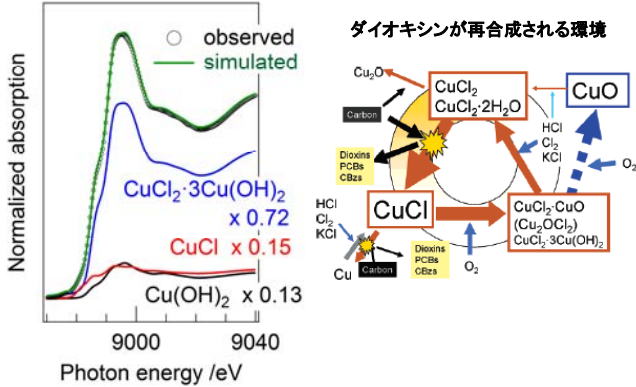 Normalized absorption
observed
simulated
CuCl₂·3Cu(OH)₂
x 0.72
CuCl x 0.15
Cu(OH)₂ x 0.13
9000
9040
Photon energy /eV
ダイオキシンが再合成される環境
Cu₂O
CuCl₂
CuCl₂·2H₂O
CuO
Carbon
HCl
Cl₂
KCl
O₂
Dioxins
PCBs
CBzs
CuCl
CuCl₂·CuO
(Cu₂OCl₂)
CuCl₂·3Cu(OH)₂
HCl
Cl₂
KCl
Cu
Carbon
Dioxins
PCBs
CBzs
O₂